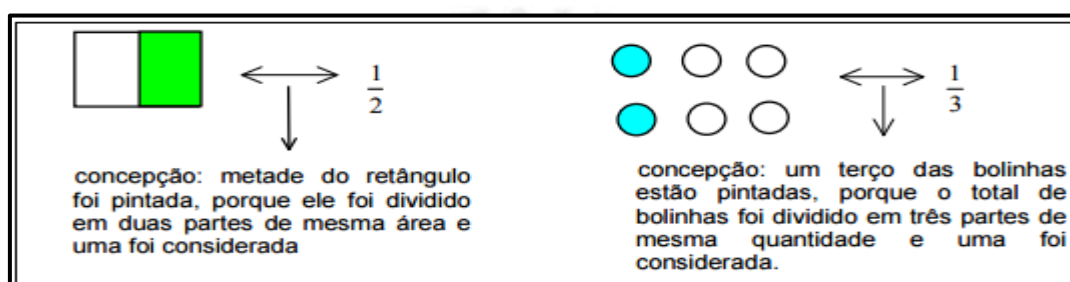 1
2
concepção: metade do retângulo
foi pintada, porque ele foi dividido
em duas partes de mesma área e
uma foi considerada
1
3
concepção: um terço das bolinhas
estão pintadas, porque o total de
bolinhas foi dividido em três partes de
mesma quantidade e uma foi
considerada.